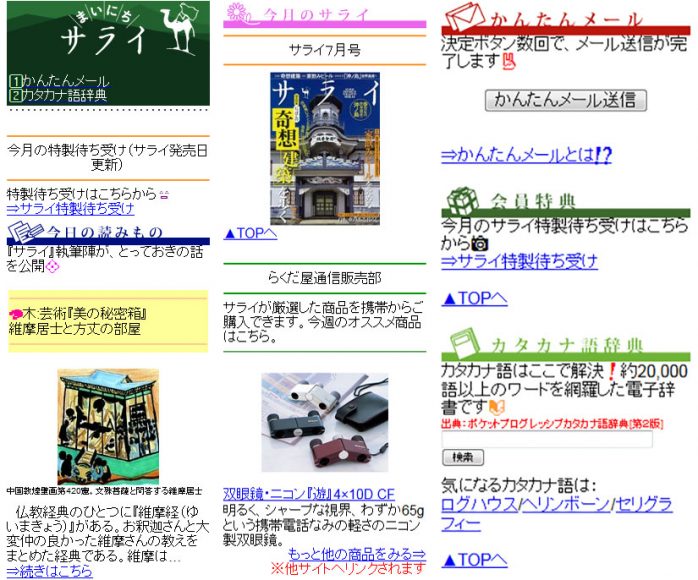 まいにち
サライ
1かんたんメール
2カタカナ語辞典
今月の特製待ち受け(サライ発売日
更新)
特製待ち受けはこちらから
⇒サライ特製待ち受け
今日の読みもの
『サライ』執筆陣が、とっておきの話
を公開
木:芸術『美の秘密箱』
維摩居士と方丈の部屋
中国敦煌壁画第420窟。文殊菩薩と問答する維摩居士
仏教経典のひとつに『維摩経(ゆ
いまきょう)』がある。お釈迦さんと大
変仲の良かった維摩さんの教えを
まとめた経典である。維摩は…
⇒続きはこちら
今月のサライ
サライ7月号
サライ
奇想建築
▲TOPへ
らくだ屋通信販売部
サライが厳選した商品を携帯からご
購入できます。今週のオススメ商品
はこちら。
双眼鏡・ニコン『遊』4×10D CF
明るく、シャープな視界、わずか65g
という携帯電話なみの軽さのニコン
製双眼鏡。
もっと他の商品をみる⇒
※他サイトへリンクされます
かんたんメール
決定ボタン数回で、メール送信が完
了します
かんたんメール送信
⇒かんたんメールとは!?
会員特典
今月のサライ特製待ち受けはこちら
から
⇒サライ特製待ち受け
▲TOPへ
カタカナ語辞典
カタカナ語はここで解決!約20,000
語以上のワードを網羅した電子辞
書です
出典:ポケットプログレッシブカタカナ語辞典[第2版]
検索
気になるカタカナ語は:
ログハウス/ヘリンボーン/セリグラ
フィー
▲TOPへ